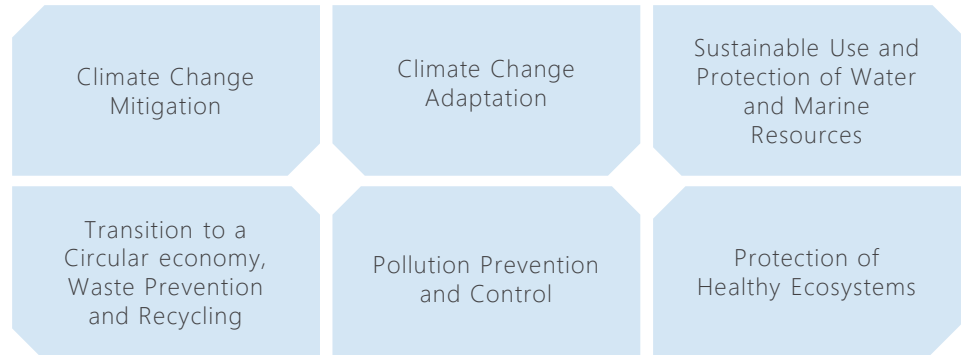 Climate Change
Mitigation
Climate Change
Adaptation
Sustainable Use and
Protection of Water
and Marine
Resources
Transition to a
Circular economy,
Waste Prevention
and Recycling
Pollution Prevention
and Control
Protection of
Healthy Ecosystems